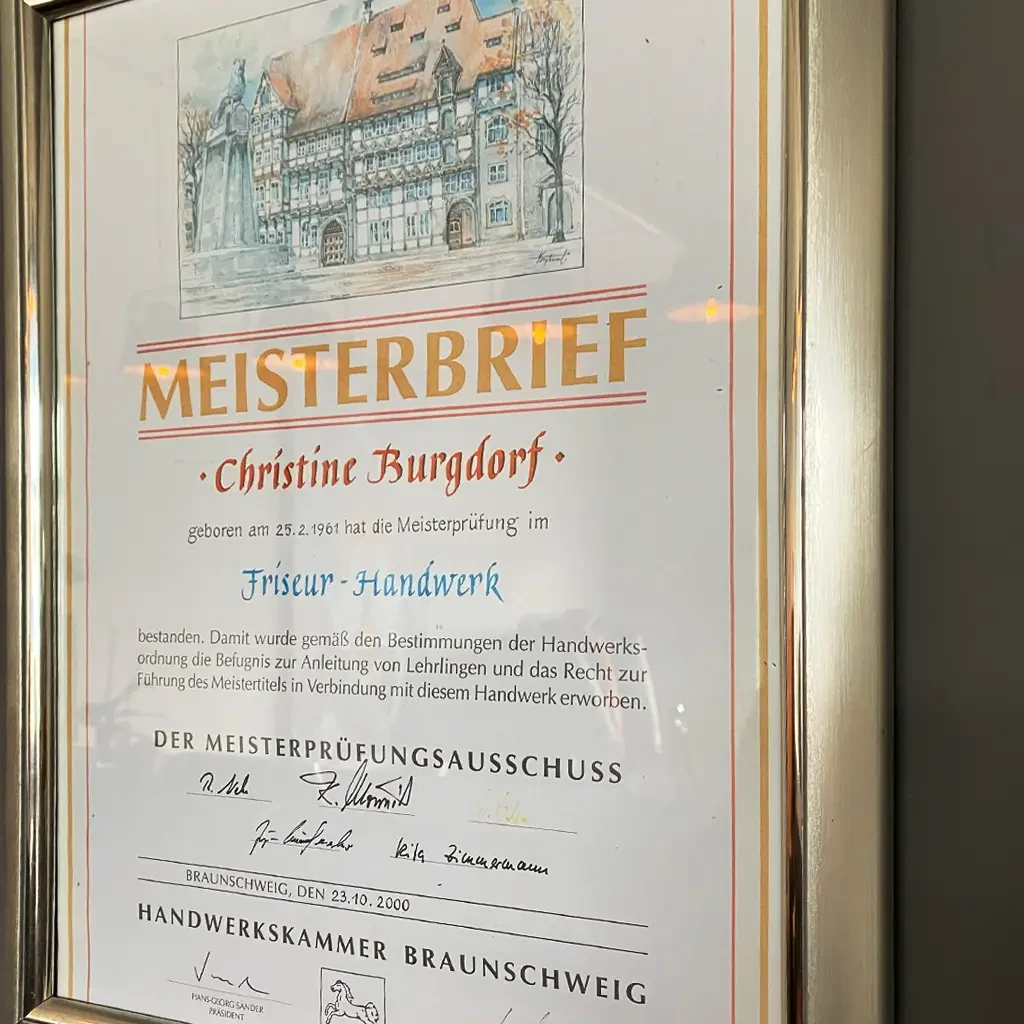 MEISTERBRIEF
· Christine Burgdorf ·
geboren am 25.2.1961 hat die Meisterprüfung im
Friseur - Handwerk
bestanden. Damit wurde gemäß den Bestimmungen der Handwerks-
ordnung die Befugnis zur Anleitung von Lehrlingen und das Recht zur
Führung des Meistertitels in Verbindung mit diesem Handwerk erworben.
DER MEISTERPRÜFUNGSAUSSCHUSS
Zimmermann
BRAUNSCHWEIG, DEN 23.10.2000
HANDWERKSKAMMER BRAUNSCHWEIG
HANS-GEORG SANDER
PRÄSIDENT